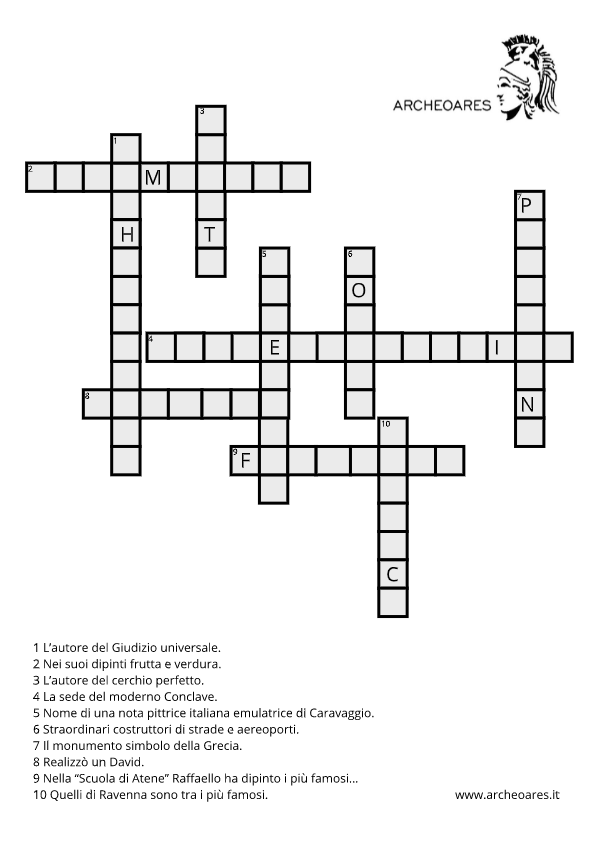 ARCHEOARES
3
1
2 M
7 P
H T
5 6
O
4 E I
8 N
10
9 F
C
1 L’autore del Giudizio universale.
2 Nei suoi dipinti frutta e verdura.
3 L’autore del cerchio perfetto.
4 La sede del moderno Conclave.
5 Nome di una nota pittrice italiana emulatrice di Caravaggio.
6 Straordinari costruttori di strade e aereoporti.
7 Il monumento simbolo della Grecia.
8 Realizzò un David.
9 Nella “Scuola di Atene” Raffaello ha dipinto i più famosi...
10 Quelli di Ravenna sono tra i più famosi. www.archeoares.it